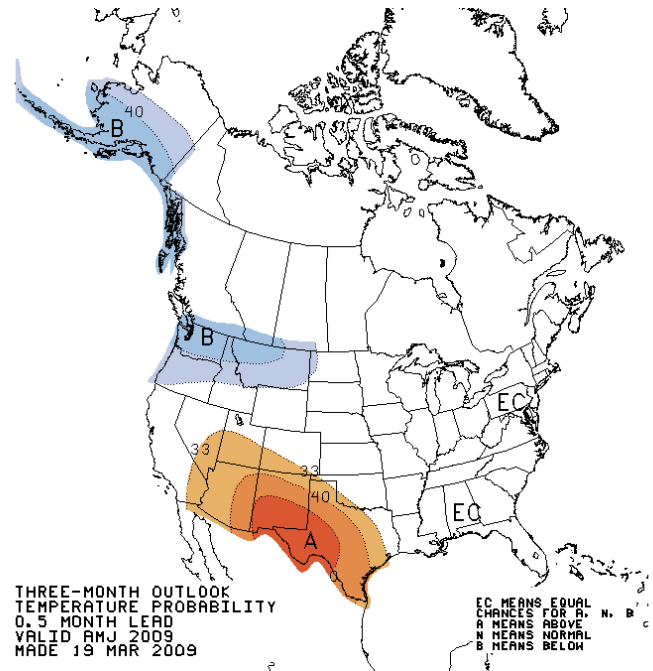 40
B
B
EC
33
33
40
EC
A
0
THREE-MONTH OUTLOOK
TEMPERATURE PROBABILITY
0.5 MONTH LEAD
VALID AMJ 2009
MADE 19 MAR 2009
EC MEANS EQUAL
CHANCES FOR A, N, B
A MEANS ABOVE
N MEANS NORMAL
B MEANS BELOW